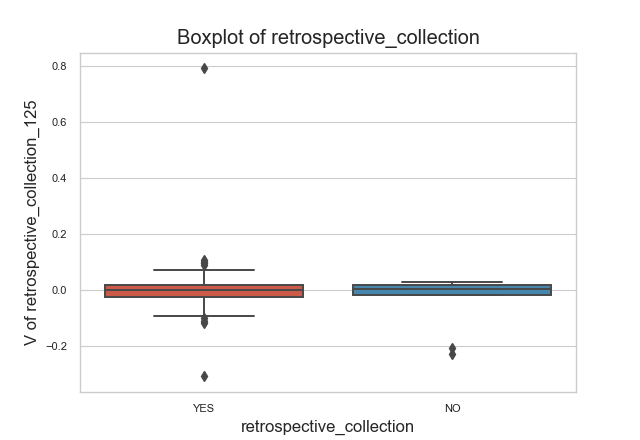 Boxplot of retrospective_collection
V of retrospective_collection_125
0.8
0.6
0.4
0.2
0.0
−0.2
YES
NO
retrospective_collection